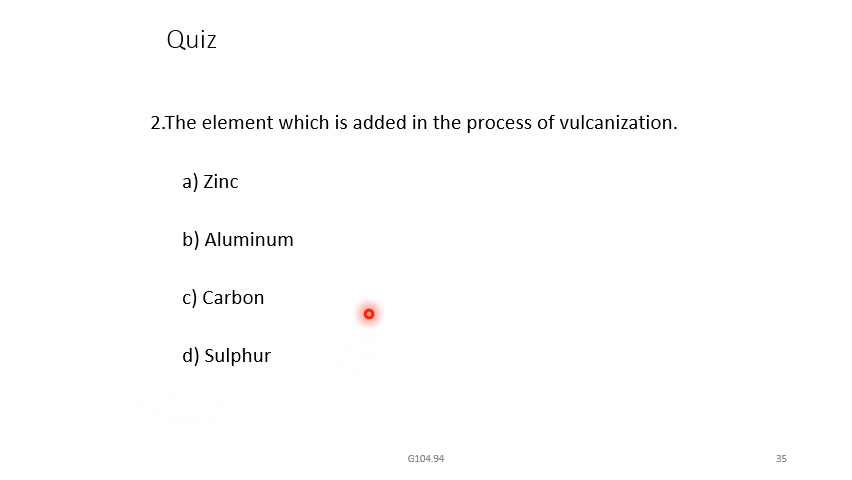 Quiz
2.The element which is added in the process of vulcanization.
a) Zinc
b) Aluminum
c) Carbon
d) Sulphur
G104.94
35